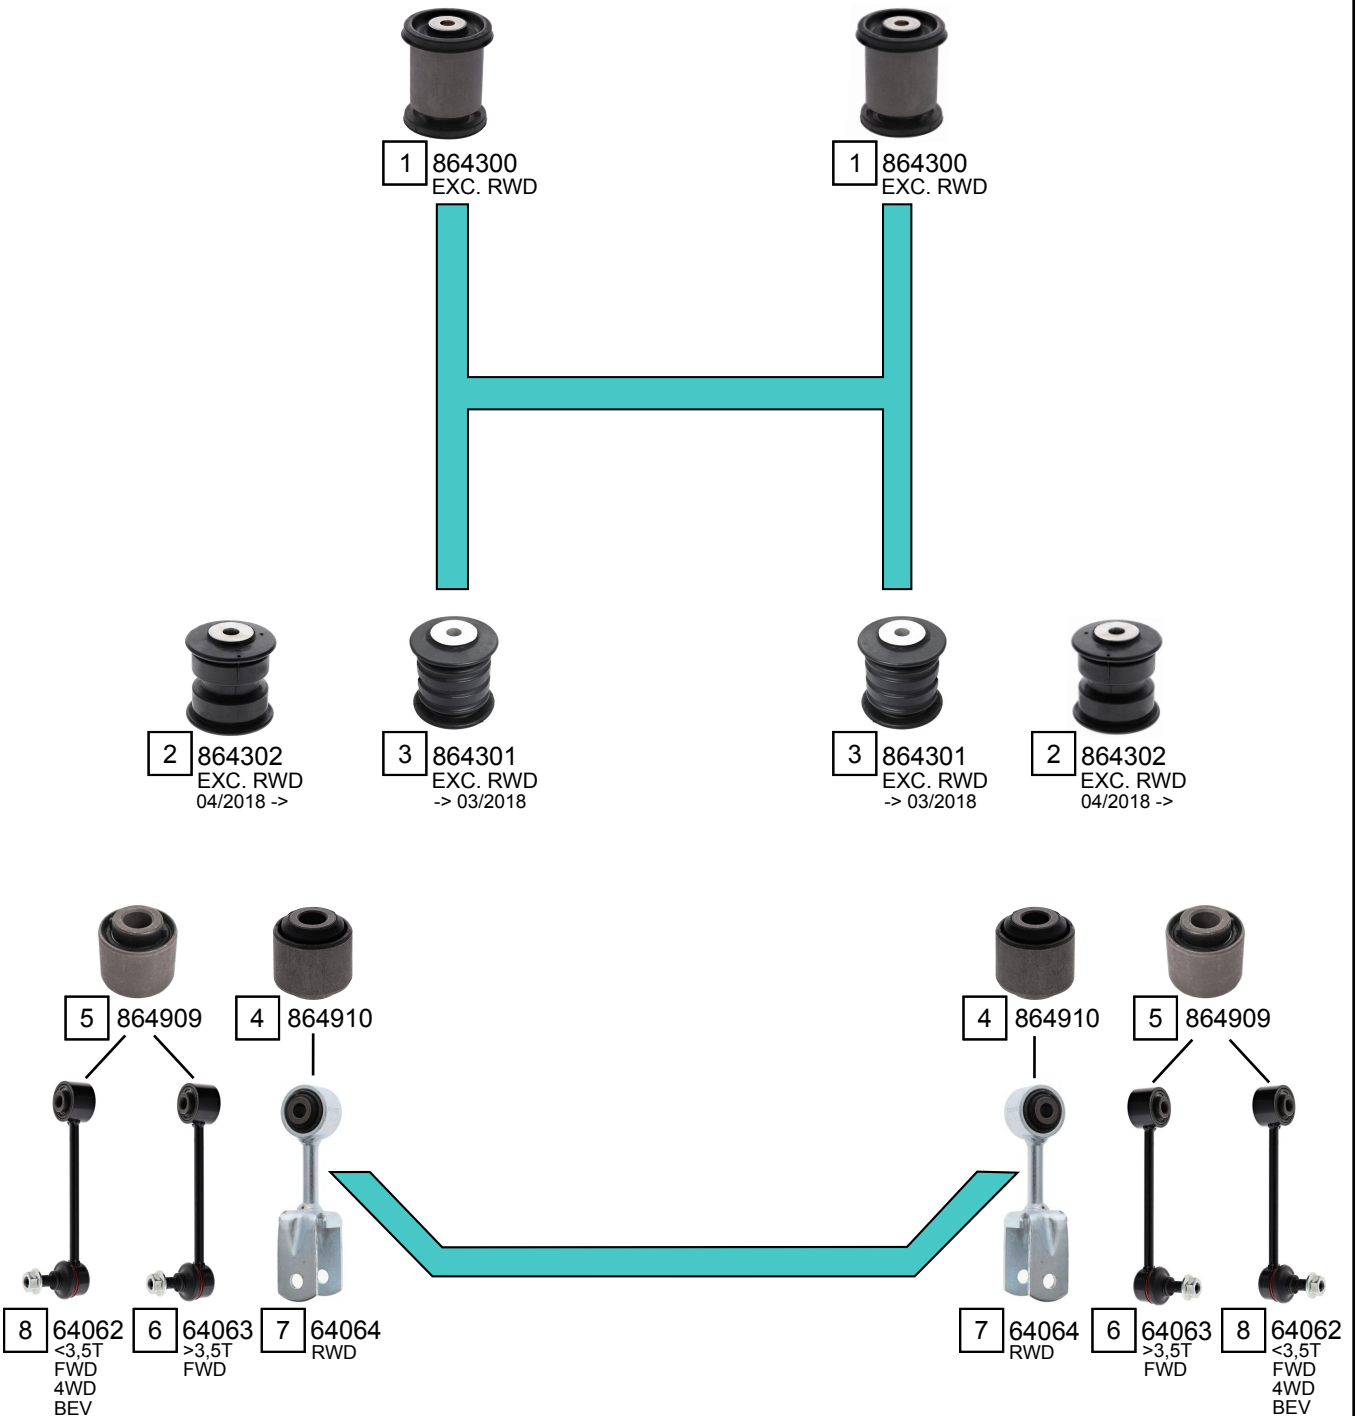 1 864300
EXC. RWD
1 864300
EXC. RWD
2 864302
EXC. RWD
04/2018 ->
3 864301
EXC. RWD
-> 03/2018
3 864301
EXC. RWD
-> 03/2018
2 864302
EXC. RWD
04/2018 ->
5 864909
4 864910
4 864910
5 864909
8 64062
<3,5T
FWD
4WD
BEV
6 64063
>3,5T
FWD
7 64064
RWD
7 64064
RWD
6 64063
>3,5T
FWD
8 64062
<3,5T
FWD
4WD
BEV